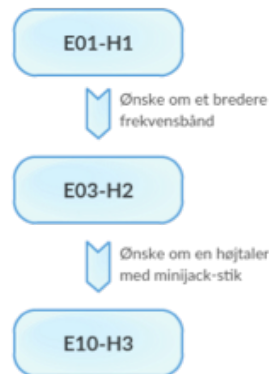 E01-H1
Ønske om et bredere
frekvensbånd
E03-H2
Ønske om en højtaler
med minijack-stik
E10-H3